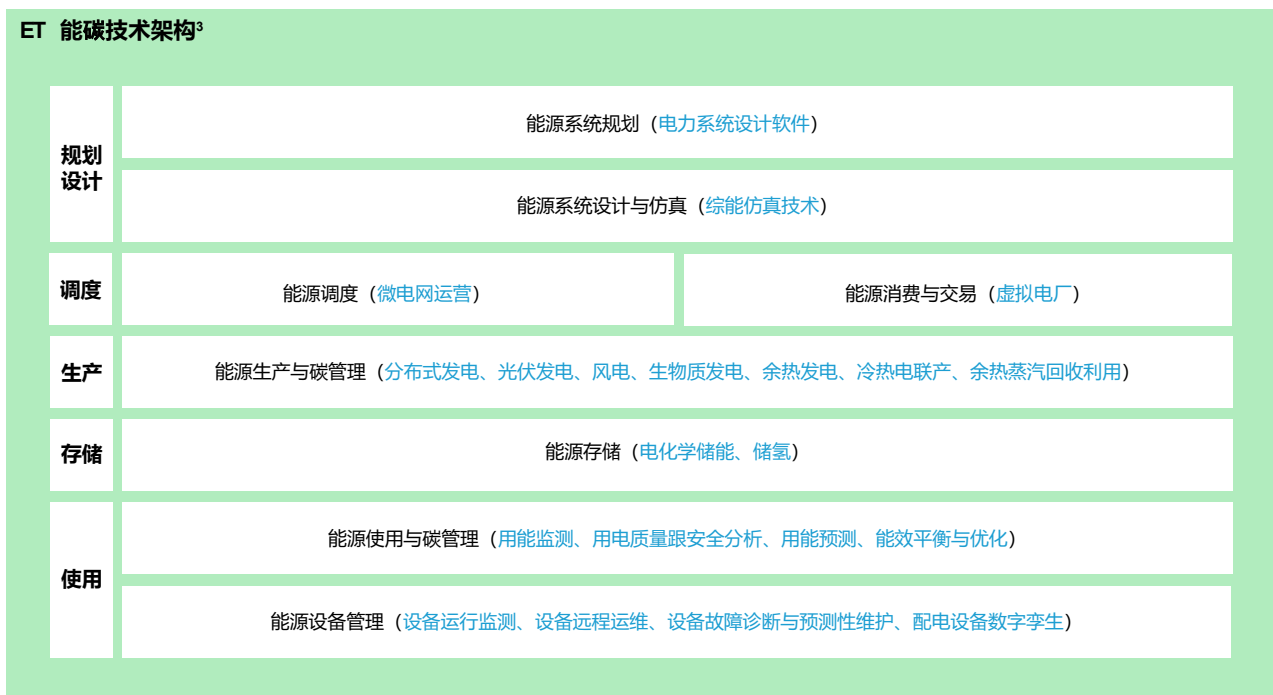 ET 能碳技术架构³
规划
设计
能源系统规划（电力系统设计软件）
能源系统设计与仿真（综能仿真技术）
调度
能源调度（微电网运营）
能源消费与交易（虚拟电厂）
生产
能源生产与碳管理（分布式发电、光伏发电、风电、生物质发电、余热发电、冷热电联产、余热蒸汽回收利用）
存储
能源存储（电化学储能、储氢）
使用
能源使用与碳管理（用能监测、用电质量跟安全分析、用能预测、能效平衡与优化）
能源设备管理（设备运行监测、设备远程运维、设备故障诊断与预测性维护、配电设备数字孪生）